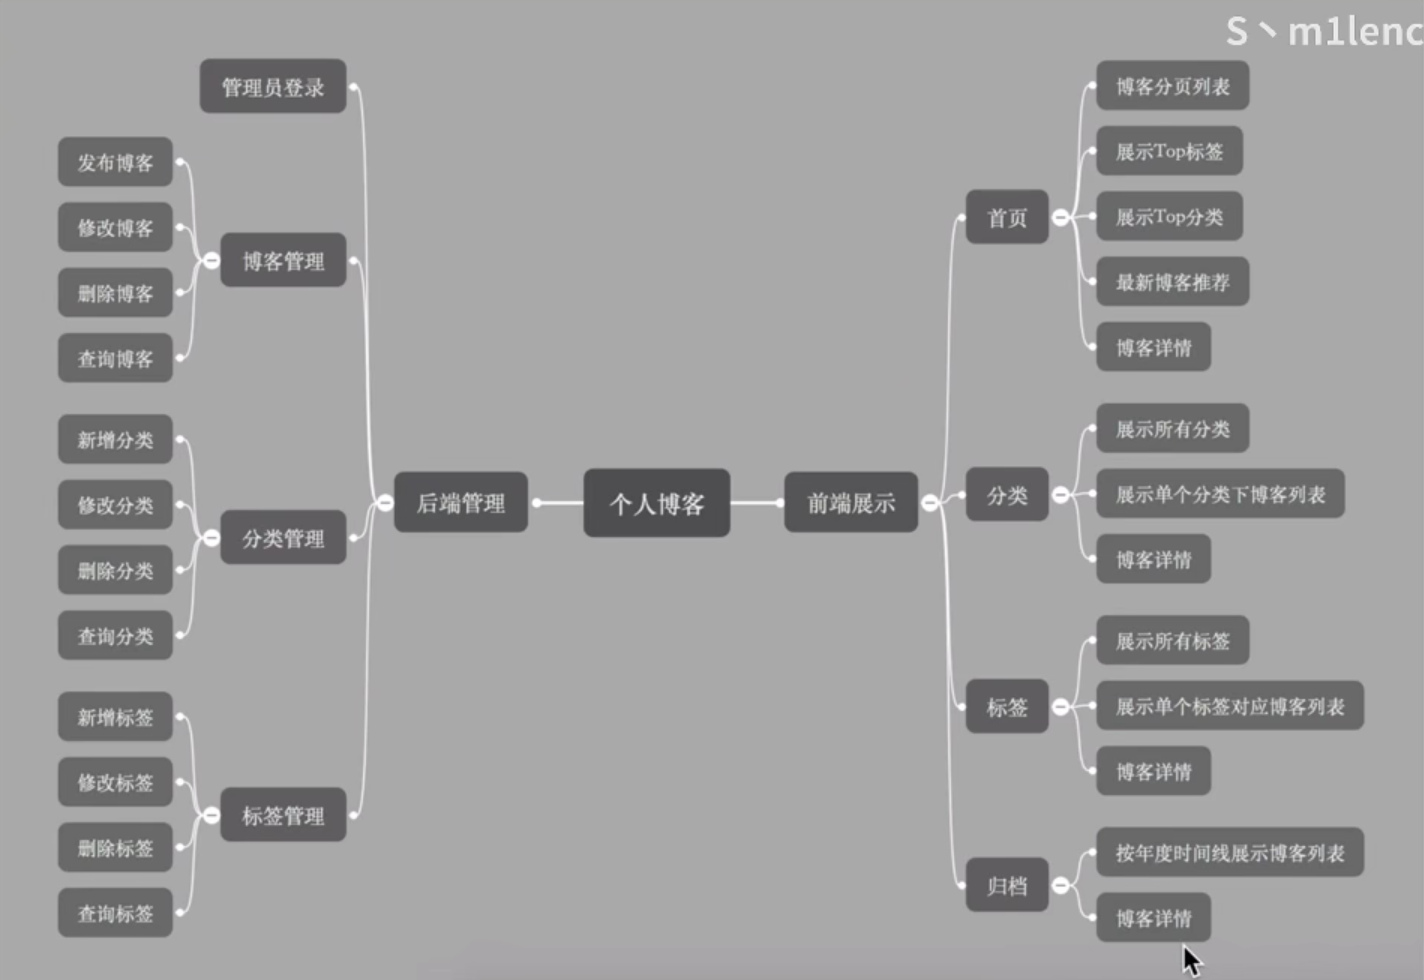 S丶m1lenc
管理员登录
发布博客
修改博客
删除博客
查询博客
博客管理
新增分类
修改分类
删除分类
查询分类
分类管理
新增标签
修改标签
删除标签
查询标签
标签管理
后端管理
个人博客
前端展示
首页
博客分页列表
展示Top标签
展示Top分类
最新博客推荐
博客详情
分类
展示所有分类
展示单个分类下博客列表
博客详情
标签
展示所有标签
展示单个标签对应博客列表
博客详情
归档
按年度时间线展示博客列表
博客详情